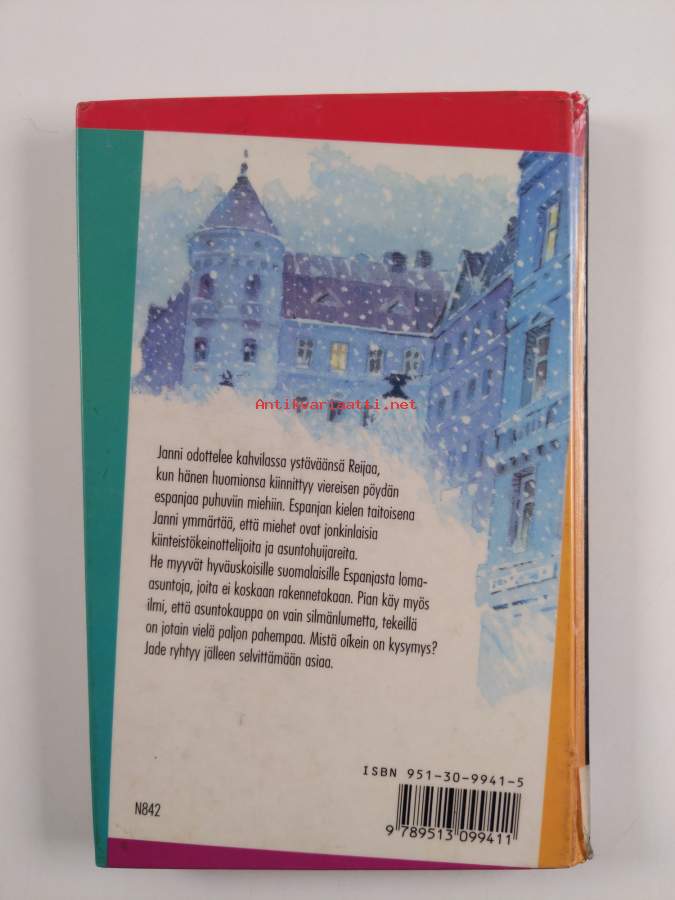 Antikvariaatti.net
Janni odottelee kahvilassa ystäväänsä Reijaa,
kun hänen huomionsa kiinnittyy viereisen pöydän
espanjaa puhuviin miehiin. Espanjan kielen taitoisena
Janni ymmärtää, että miehet ovat jonkinlaisia
kiinteistökeinottelijoita ja asuntohuijareita.
He myyvät hyväuskoisille suomalaisille Espanjasta loma-
asuntoja, joita ei koskaan rakennetakaan. Pian käy myös
ilmi, että asuntokauppa on vain silmänlumetta, tekeillä
on jotain vielä paljon pahempaa. Mistä oikein on kysymys?
Jade ryhtyy jälleen selvittämään asiaa.
ISBN 951-30-9941-5
N842
9 789513 099411